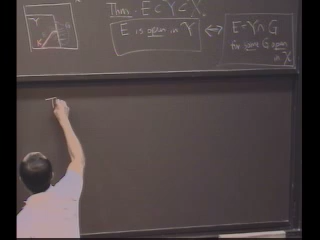 Thm. E ⊂ Y ⊂ X.
E is open in Y ↔ E = Y ∩ G
for some G open
in X
T